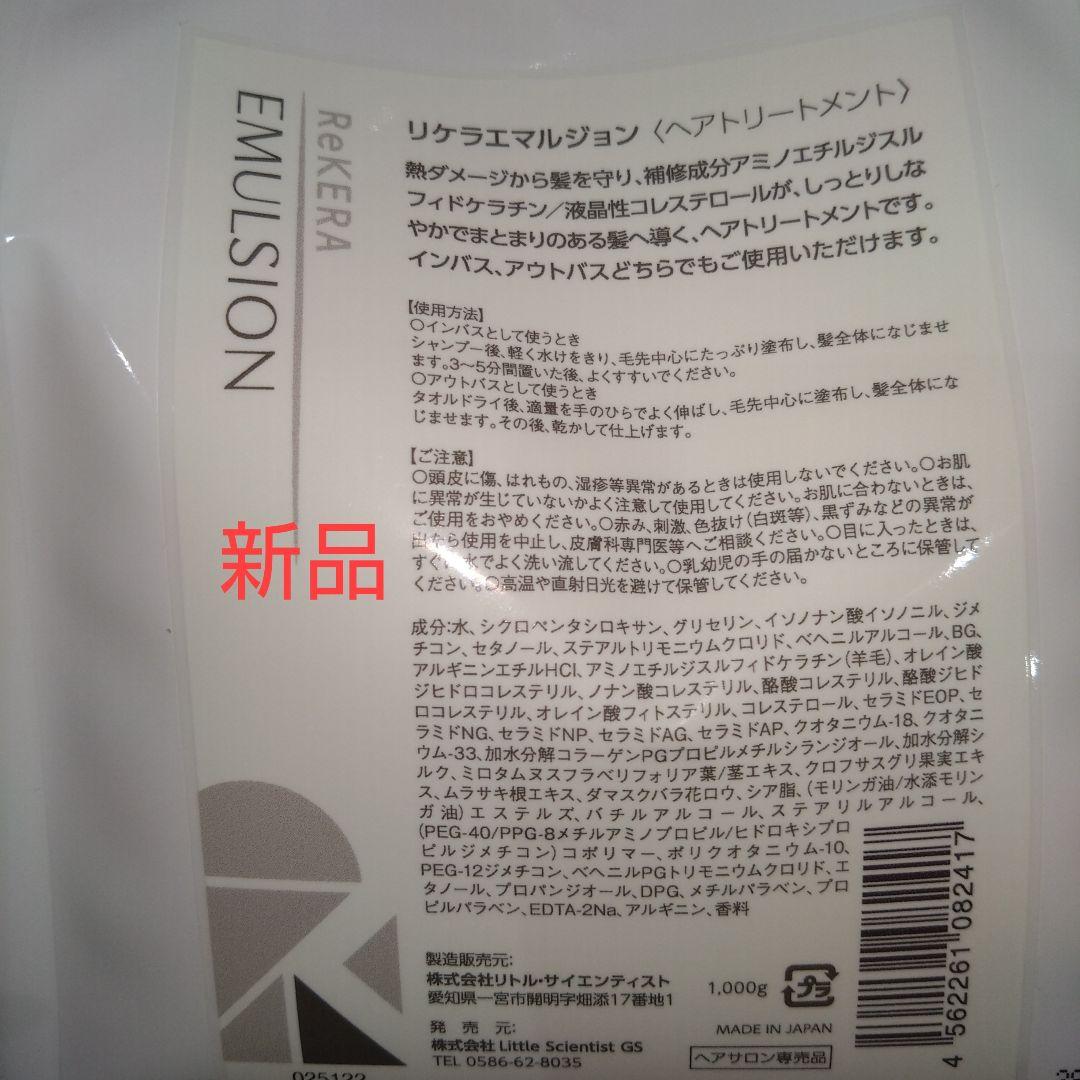 ReKERA
EMULSION
リケラエマルジョン〈ヘアトリートメント〉
熱ダメージから髪を守り、補修成分アミノエチルジスル
フィドケラチン／液晶性コレステロールが、しっとりしな
やかでまとまりのある髪へ導く、ヘアトリートメントです。
インバス、アウトバスどちらでもご使用いただけます。
【使用方法】
○インバスとして使うとき
シャンプー後、軽く水けをきり、毛先中心にたっぷり塗布し、髪全体になじませ
ます。3〜5分間置いた後、よくすすいでください。
○アウトバスとして使うとき
タオルドライ後、適量を手のひらでよく伸ばし、毛先中心に塗布し、髪全体にな
じませます。その後、乾かして仕上げます。
【ご注意】
○頭皮に傷、はれもの、湿疹等異常があるときは使用しないでください。○お肌
に異常が生じていないかよく注意して使用してください。お肌に合わないときは、
ご使用をおやめください。○赤み、刺激、色抜け(白斑等)、黒ずみなどの異常が
出たら使用を中止し、皮膚科専門医等へご相談ください。○目に入ったときは、
すぐに水でよく洗い流してください。○乳幼児の手の届かないところに保管して
ください。○高温や直射日光を避けて保管してください。
新品
成分:水、シクロペンタシロキサン、グリセリン、イソノナン酸イソノニル、ジメ
チコン、セタノール、ステアルトリモニウムクロリド、ベヘニルアルコール、BG、
アルギニンエチルHCl、アミノエチルジスルフィドケラチン(羊毛)、オレイン酸
ジヒドロコレステリル、ノナン酸コレステリル、酪酸コレステリル、酪酸ジヒド
ロコレステリル、オレイン酸フィトステリル、コレステロール、セラミドEOP、セ
ラミドNG、セラミドNP、セラミドAG、セラミドAP、クオタニウム-18、クオタニ
ウム-33、加水分解コラーゲンPGプロピルメチルシランジオール、加水分解シ
ルク、ミロタムヌスフラベリフォリア葉/茎エキス、クロフサスグリ果実エキ
ス、ムラサキ根エキス、ダマスクバラ花ロウ、シア脂、(モリンガ油/水添モリン
ガ油)エステルズ、バチルアルコール、ステアリルアルコール、
(PEG-40/PPG-8メチルアミノプロピル/ヒドロキシプロ
ピルジメチコン)コポリマー、ポリクオタニウム-10、
PEG-12ジメチコン、ベヘニルPGトリモニウムクロリド、エ
タノール、プロパンジオール、DPG、メチルパラベン、プロ
ピルパラベン、EDTA-2Na、アルギニン、香料
製造販売元:
株式会社リトル・サイエンティスト
愛知県一宮市開明字畑添17番地1
発売元:
株式会社Little Scientist GS
TEL 0586-62-8035
1,000g
プラ
MADE IN JAPAN
ヘアサロン専売品
4 562261 082417
025122